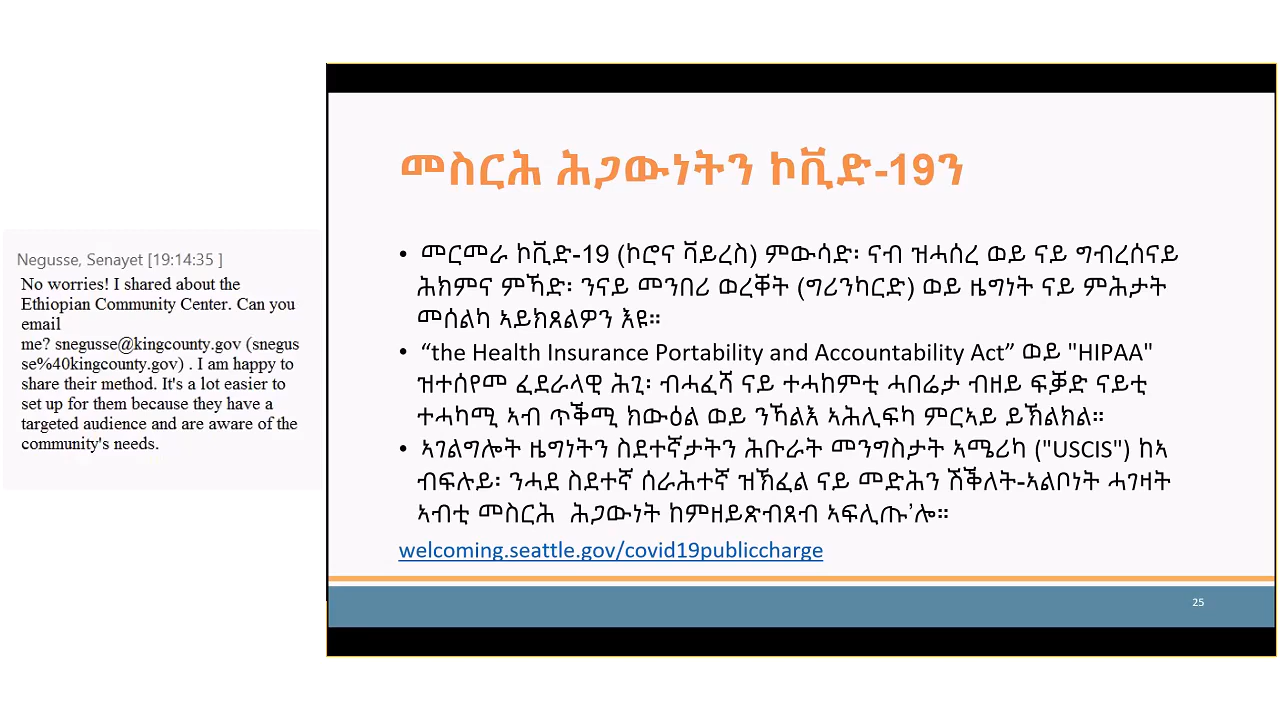 Negusse, Senayet [19:14:35 ]
No worries! I shared about the
Ethiopian Community Center. Can you
email
me? snegusse@kingcounty.gov (snegus
se%40kingcounty.gov) . I am happy to
share their method. It's a lot easier to
set up for them because they have a
targeted audience and are aware of the
community's needs.
መስርሕ ሕጋውነትን ኮቪድ-19ን
• መርመራ ኮቪድ-19 (ኮሮና ቫይረስ) ምውሳድ፡ ናብ ዝሓሰረ ወይ ናይ ግብረሰናይ
ሕክምና ምኻድ፡ ንናይ መንበሪ ወረቐት (ግሪንካርድ) ወይ ዜግነት ናይ ምሕታት
መሰልካ ኣይክጸልዎን እዩ።
• “the Health Insurance Portability and Accountability Act” ወይ "HIPAA"
ዝተሰየመ ፈደራላዊ ሕጊ፡ ብሓፈሻ ናይ ተሓከምቲ ሓበሬታ ብዘይ ፍቓድ ናይቲ
ተሓካሚ ኣብ ጥቕሚ ክውዕል ወይ ንኻልእ ኣሕሊፍካ ምርኣይ ይኽልክል።
• ኣገልግሎት ዜግነትን ስደተኛታትን ሕቡራት መንግስታት ኣሜሪካ ("USCIS") ከኣ
ብፍሉይ፡ ንሓደ ስደተኛ ሰራሕተኛ ዝኽፈል ናይ መድሕን ሽቕለት-ኣልቦነት ሓገዛት
ኣብቲ መስርሕ ሕጋውነት ከምዘይጽብጸብ ኣፍሊጡ'ሎ።
welcoming.seattle.gov/covid19publiccharge
25